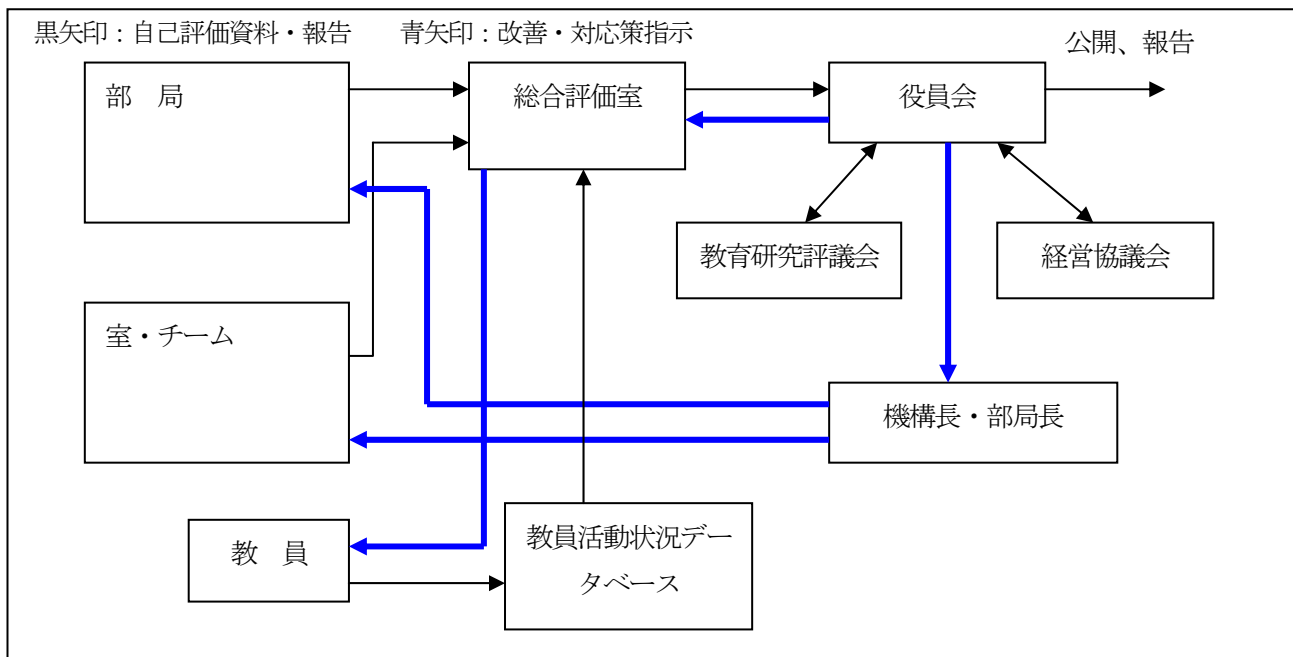 黒矢印：自己評価資料・報告　　青矢印：改善・対応策指示
公開、報告
部　局
総合評価室
役員会
教育研究評議会
経営協議会
室・チーム
機構長・部局長
教　員
教員活動状況デー
タベース